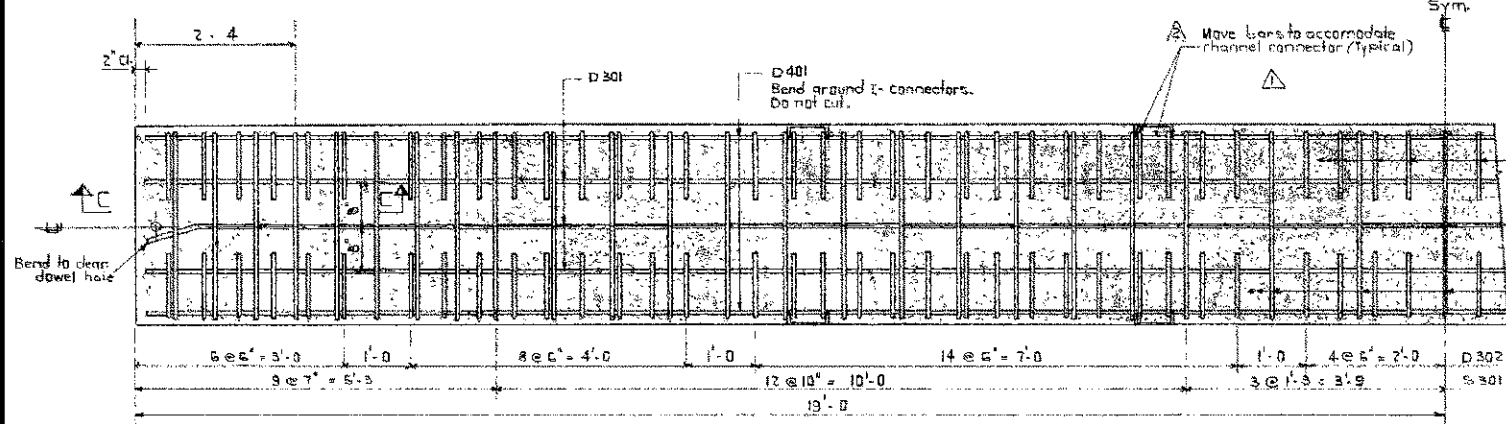 Sym.
2 - 4
2" Cl.
D 301
D 401
Bend around C- connectors.
Do not cut.
2 Move bars to accomodate
channel connector (Typical)
1
C
C
Bend to clear
dowel hole
6 @ 6" = 3'-0
1'-0
8 @ 6" = 4'-0
1'-0
14 @ 6" = 7'-0
1'-0
4 @ 6" = 2'-0
D 302
9 @ 7" = 5'-3
12 @ 10" = 10'-0
3 @ 1'-3 = 3'-9
S 301
19'-0